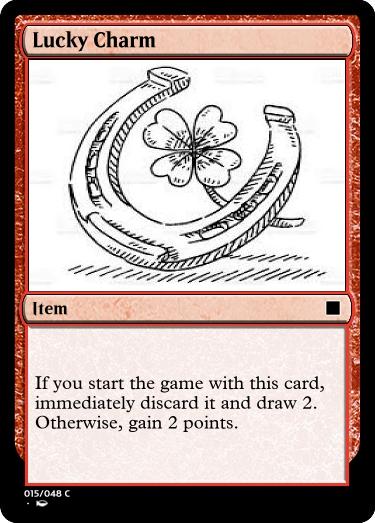 Lucky Charm
Item
If you start the game with this card,
immediately discard it and draw 2.
Otherwise, gain 2 points.
015/048 C